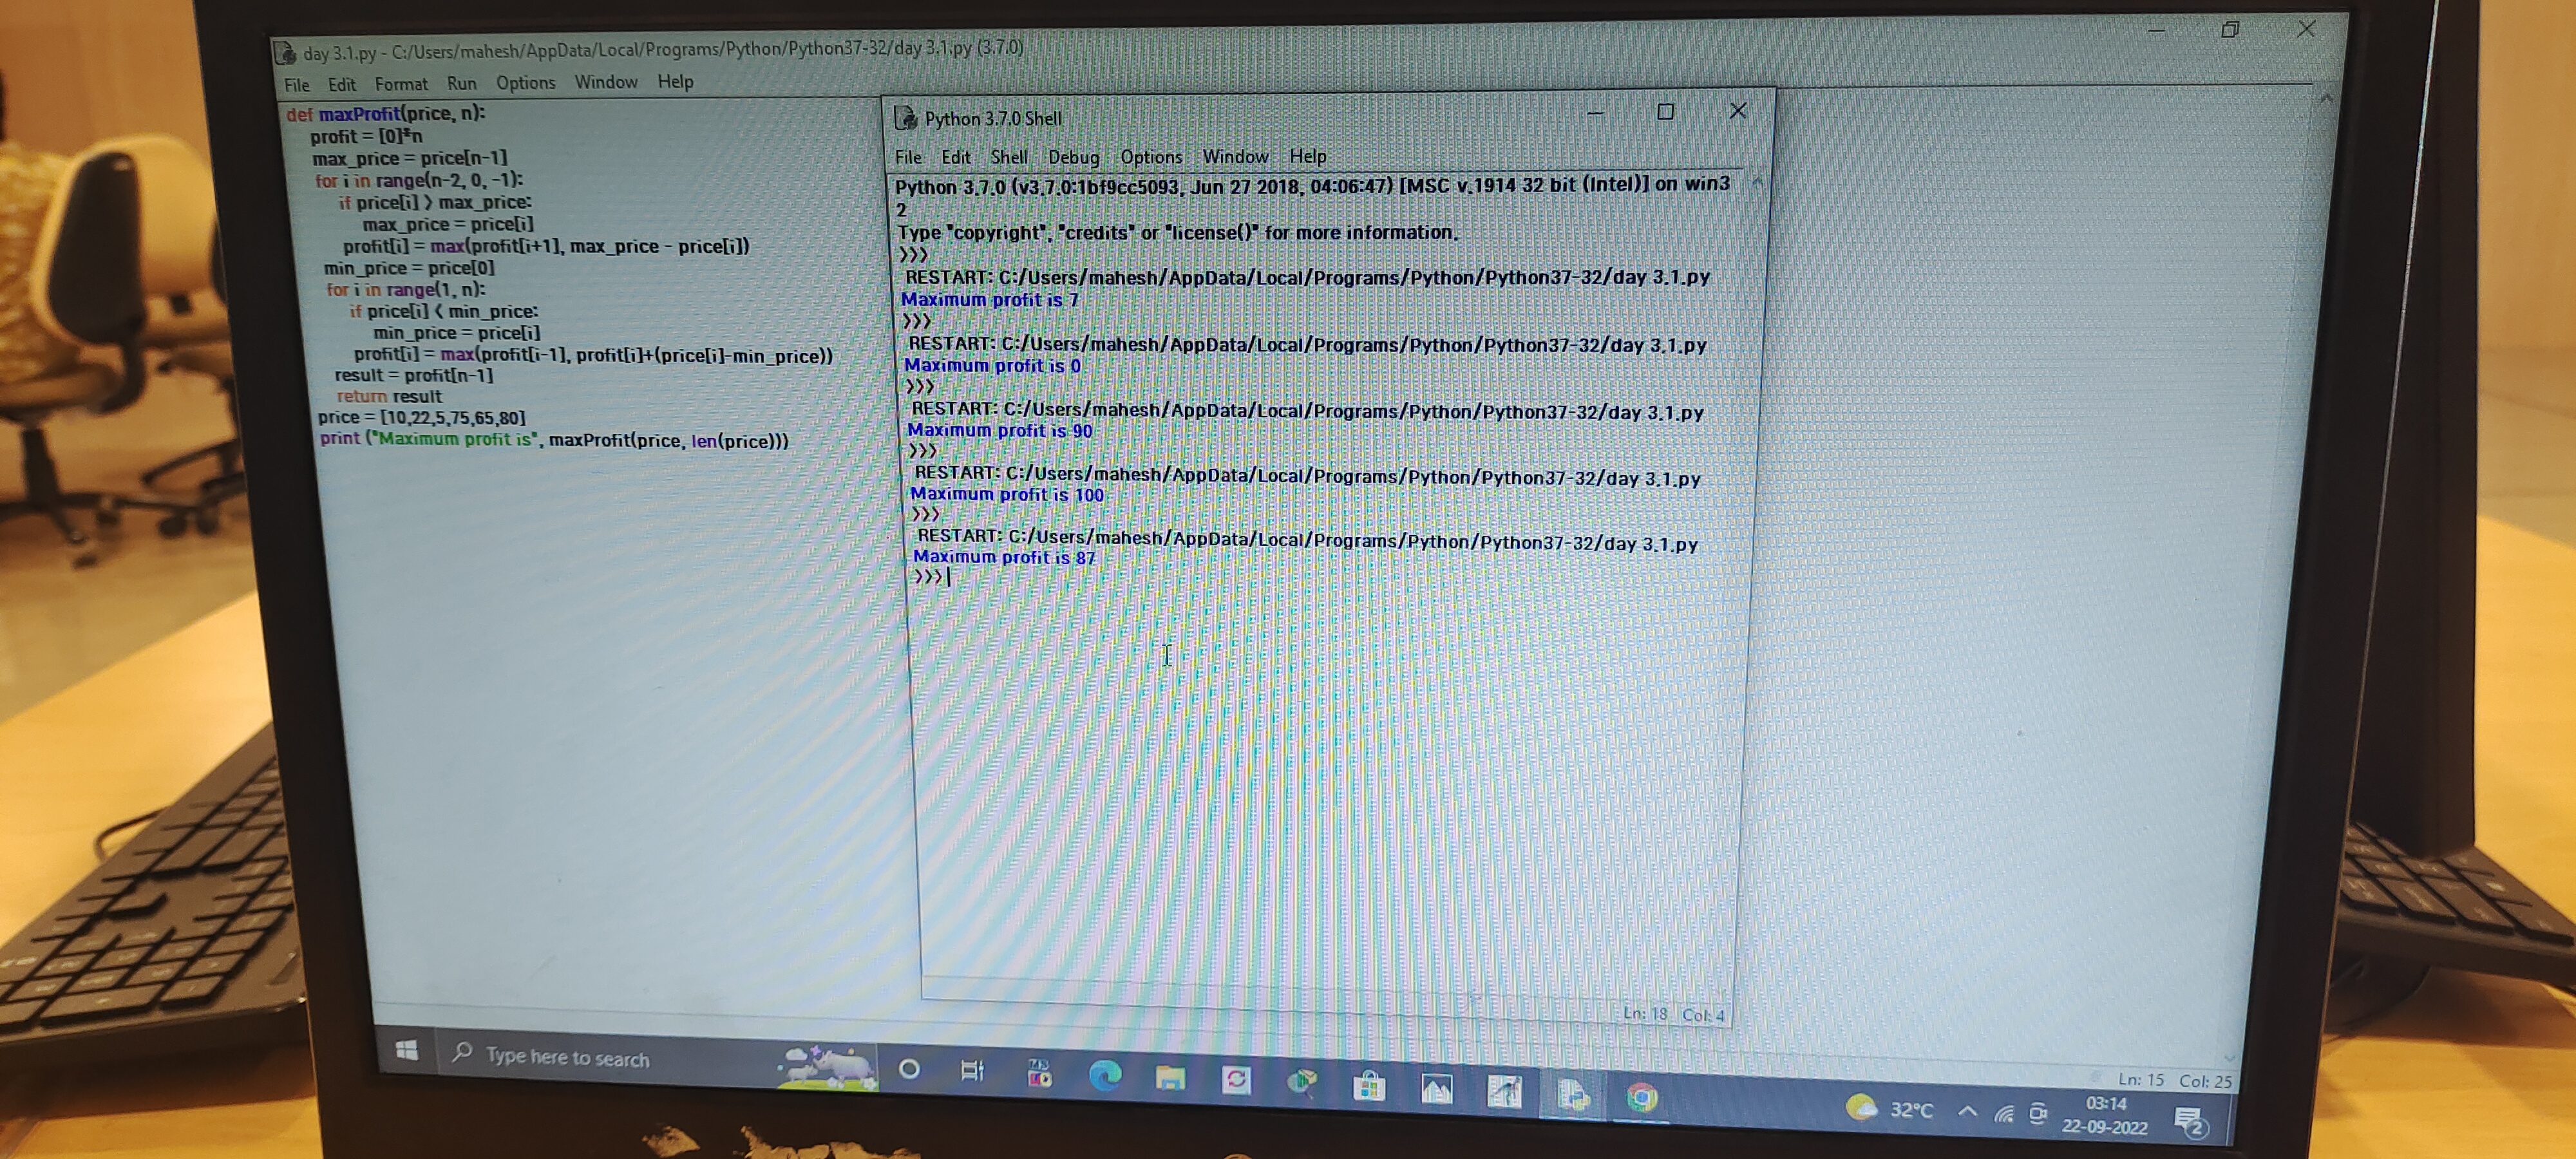 day 3.1.py - C:/Users/mahesh/AppData/Local/Programs/Python/Python37-32/day 3.1.py (3.7.0)
File Edit Format Run Options Window Help
def maxProfit(price, n):
profit = [0]*n
max_price = price[n-1]
for i in range(n-2, 0, -1):
if price[i] > max_price:
max_price = price[i]
profit[i] = max(profit[i+1], max_price - price[i])
min_price = price[0]
for i in range(1, n):
if price[i] < min_price:
min_price = price[i]
profit[i] = max(profit[i-1], profit[i]+(price[i]-min_price))
result = profit[n-1]
return result
price = [10,22,5,75,65,80]
print ("Maximum profit is", maxProfit(price, len(price)))
Python 3.7.0 Shell
File Edit Shell Debug Options Window Help
Python 3.7.0 (v3.7.0:1bf9cc5093, Jun 27 2018, 04:06:47) [MSC v.1914 32 bit (Intel)] on win3
2
Type "copyright", "credits" or "license()" for more information.
>>>
RESTART: C:/Users/mahesh/AppData/Local/Programs/Python/Python37-32/day 3.1.py
Maximum profit is 7
>>>
RESTART: C:/Users/mahesh/AppData/Local/Programs/Python/Python37-32/day 3.1.py
Maximum profit is 0
>>>
RESTART: C:/Users/mahesh/AppData/Local/Programs/Python/Python37-32/day 3.1.py
Maximum profit is 90
>>>
RESTART: C:/Users/mahesh/AppData/Local/Programs/Python/Python37-32/day 3.1.py
Maximum profit is 100
>>>
RESTART: C:/Users/mahesh/AppData/Local/Programs/Python/Python37-32/day 3.1.py
Maximum profit is 87
>>>
Ln: 18 Col: 4
Ln: 15 Col: 25
Type here to search
32°C
03:14
22-09-2022
2